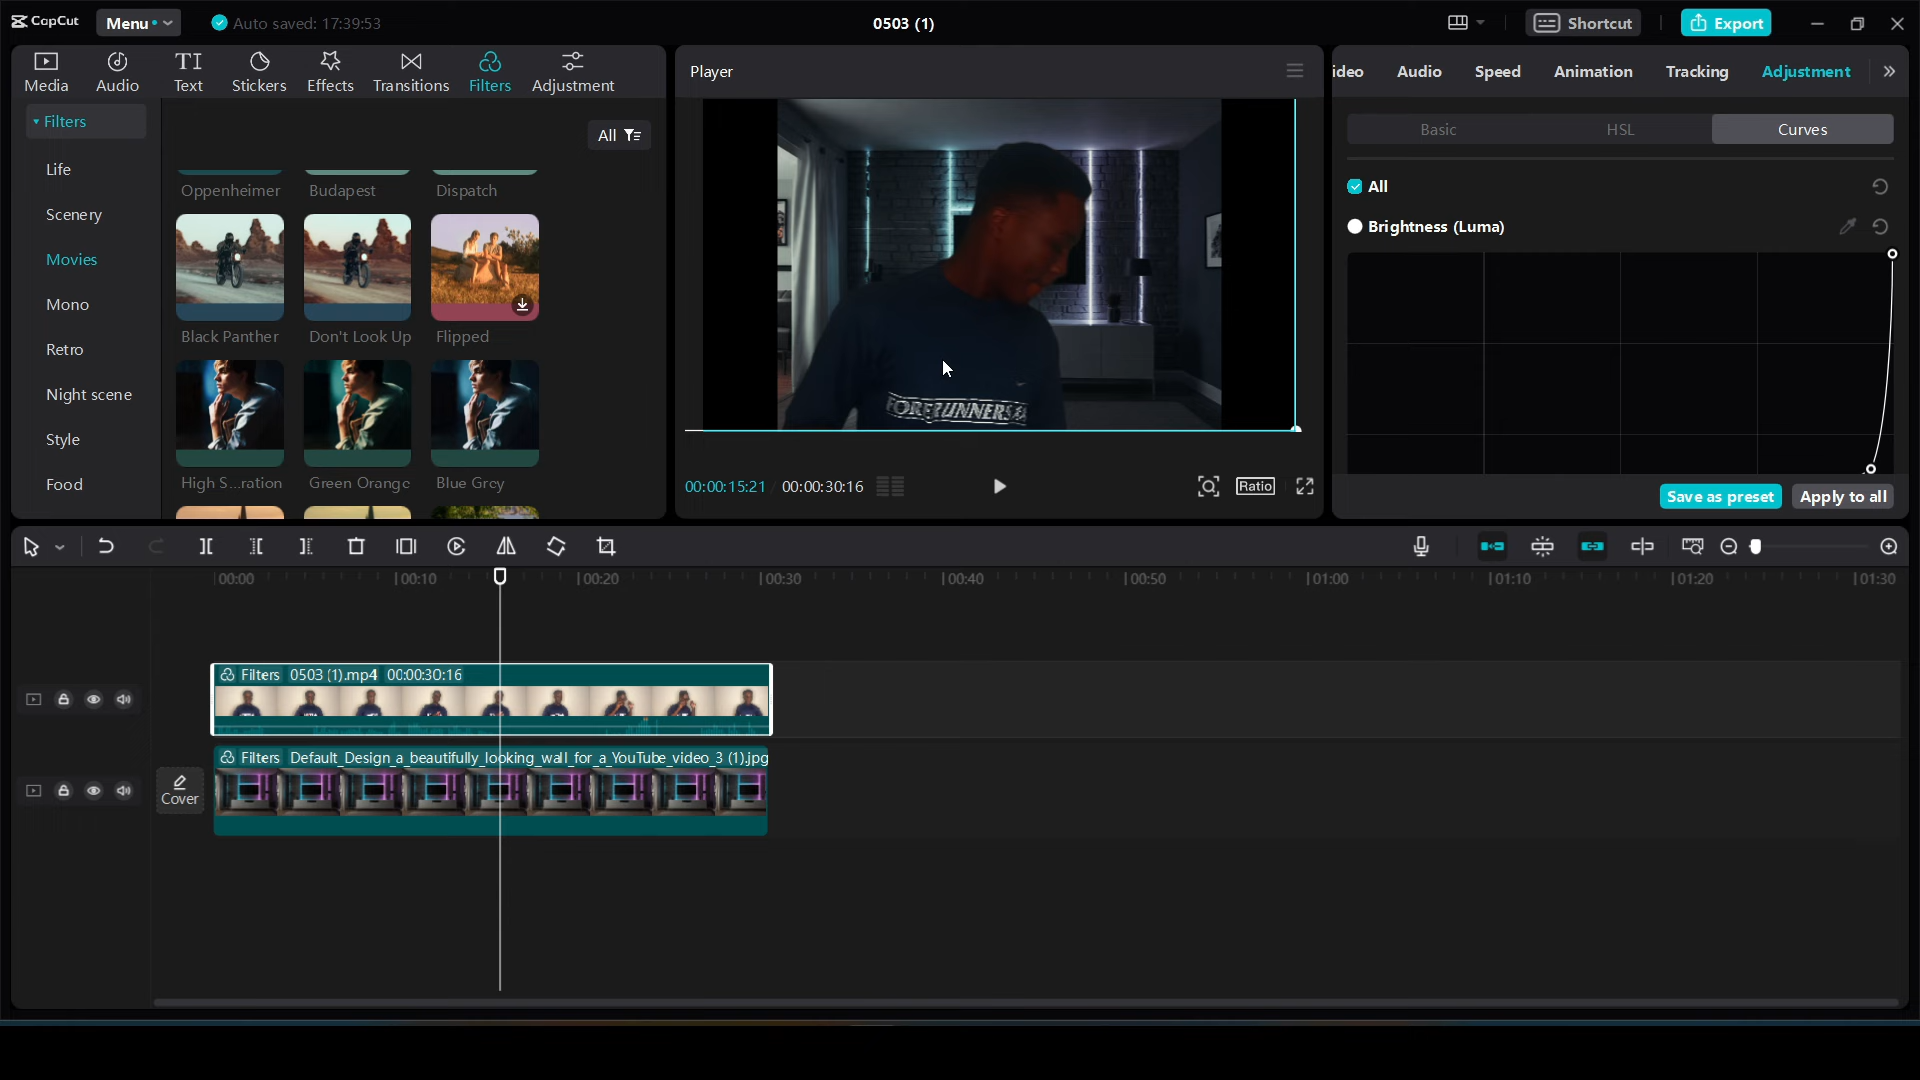 CapCut
Menu
Auto saved: 17:39:53
0503 (1)
Shortcut
Export
Media
Audio
Text
Stickers
Effects
Transitions
Filters
Adjustment
Filters
Life
Scenery
Movies
Mono
Retro
Night scene
Style
Food
All
Oppenheimer
Budapest
Dispatch
Black Panther
Don't Look Up
Flipped
High S...ration
Green Orange
Blue Grey
Player
FORERUNNERS
00:00:15:21
00:00:30:16
Ratio
ideo
Audio
Speed
Animation
Tracking
Adjustment
Basic
HSL
Curves
All
Brightness (Luma)
Save as preset
Apply to all
00:00
00:10
00:20
00:30
00:40
00:50
01:00
01:10
01:20
01:30
Filters 0503 (1).mp4 00:00:30:16
Filters Default_Design_a_beautifully_looking_wall_for_a_YouTube_video_3 (1).jpg
Cover